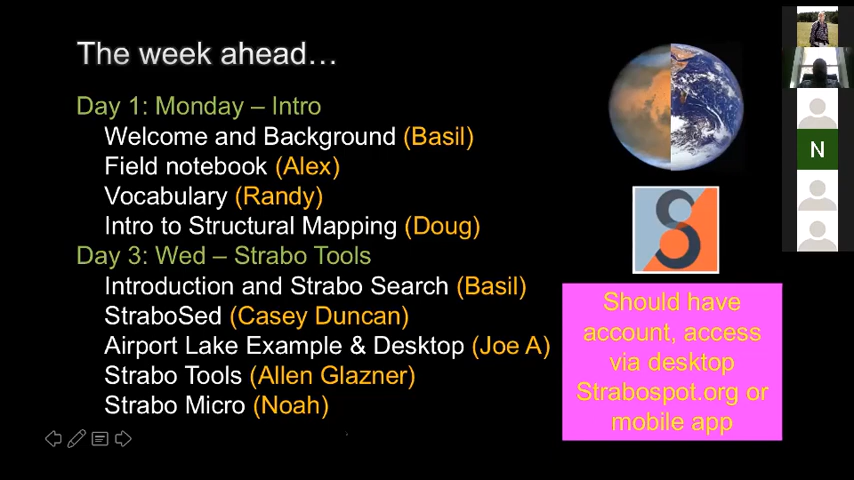 The week ahead…
Day 1: Monday – Intro
Welcome and Background (Basil)
Field notebook (Alex)
Vocabulary (Randy)
Intro to Structural Mapping (Doug)
Day 3: Wed – Strabo Tools
Introduction and Strabo Search (Basil)
StraboSed (Casey Duncan)
Airport Lake Example & Desktop (Joe A)
Strabo Tools (Allen Glazner)
Strabo Micro (Noah)
S
Should have
account, access
via desktop
Strabospot.org or
mobile app
N